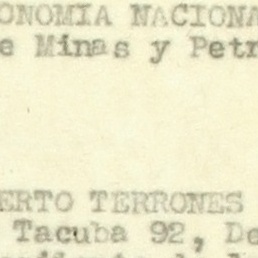 ONOMIA NACIONA
e Minas y Petr
ERTO TERRONES
Tacuba 92, De